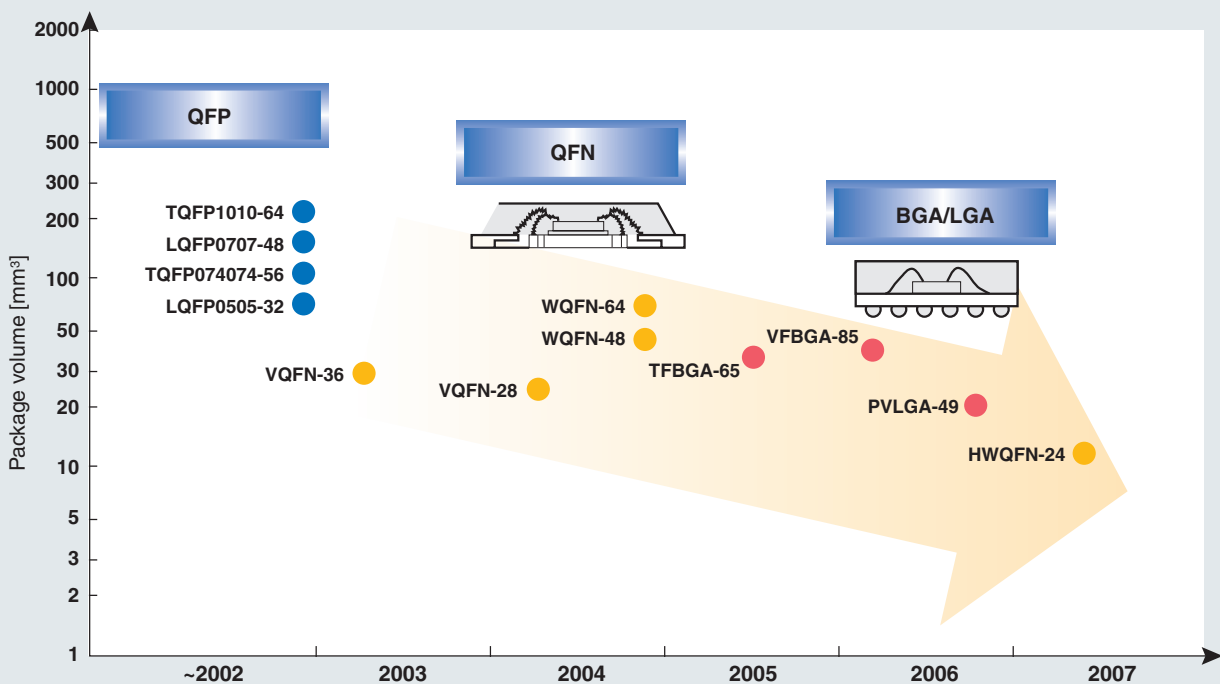 Package volume [mm³]
2000
1000
500
300
200
100
50
30
20
10
5
3
2
1
QFP
QFN
BGA/LGA
TQFP1010-64
LQFP0707-48
TQFP074074-56
LQFP0505-32
VQFN-36
VQFN-28
WQFN-64
WQFN-48
TFBGA-65
VFBGA-85
PVLGA-49
HWQFN-24
~2002
2003
2004
2005
2006
2007